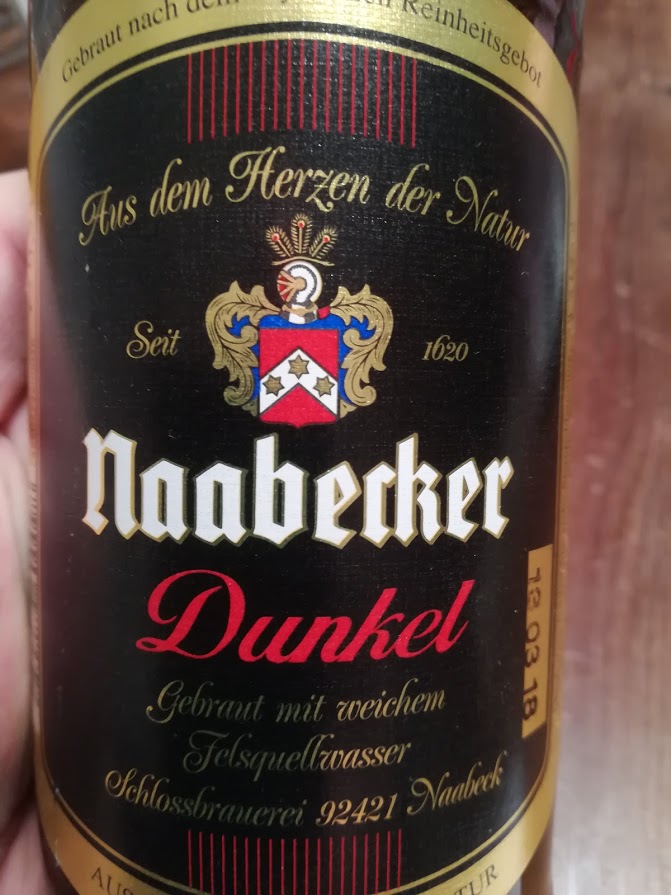 Gebraut nach dem Reinheitsgebot
Aus dem Herzen der Natur
Seit 1620
Naabecker
Dunkel
12 03 18
Gebraut mit weichem
Felsquellwasser
Schlossbrauerei 92421 Naabeck
AUS